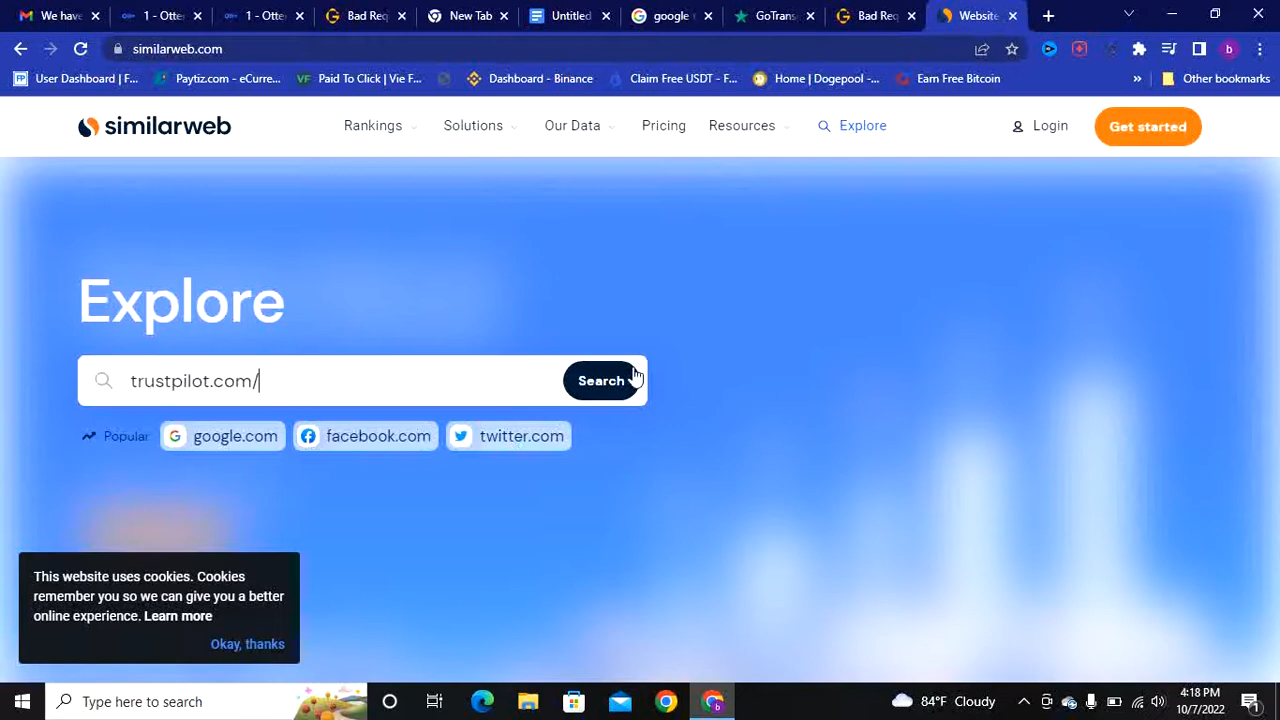 We have
1 - Otter
1 - Otter
Bad Req
New Tab
Untitled
google
GoTrans
Bad Req
Website
similarweb.com
b
User Dashboard | F...
Paytiz.com - eCurre...
Paid To Click | Vie F...
Dashboard - Binance
Claim Free USDT - F...
Home | Dogepool -...
Earn Free Bitcoin
»
Other bookmarks
similarweb
Rankings
Solutions
Our Data
Pricing
Resources
Explore
Login
Get started
Explore
trustpilot.com/
Search
Popular
google.com
facebook.com
twitter.com
This website uses cookies. Cookies
remember you so we can give you a better
online experience. Learn more
Okay, thanks
Type here to search
84°F Cloudy
4:18 PM
10/7/2022